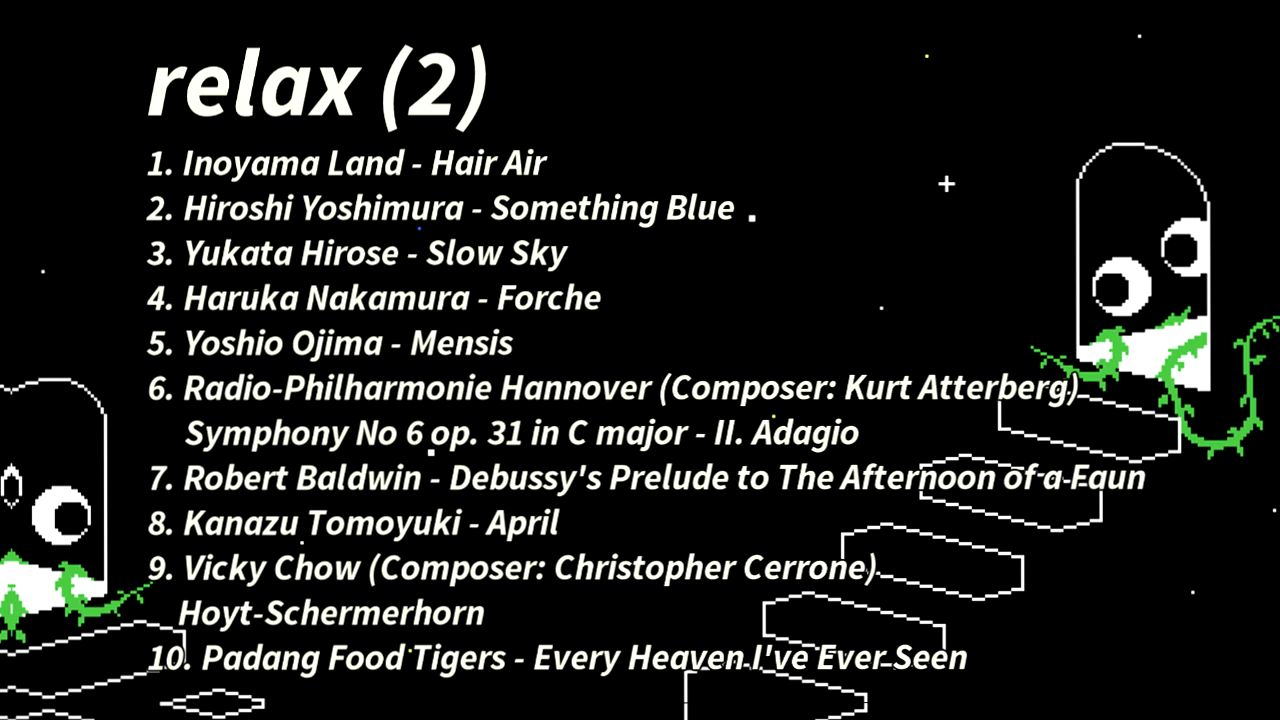 relax (2)
1. Inoyama Land - Hair Air
2. Hiroshi Yoshimura - Something Blue
3. Yukata Hirose - Slow Sky
4. Haruka Nakamura - Forche
5. Yoshio Ojima - Mensis
6. Radio-Philharmonie Hannover (Composer: Kurt Atterberg)
Symphony No 6 op. 31 in C major - II. Adagio
7. Robert Baldwin - Debussy's Prelude to The Afternoon of a Faun
8. Kanazu Tomoyuki - April
9. Vicky Chow (Composer: Christopher Cerrone)
Hoyt-Schermerhorn
10. Padang Food Tigers - Every Heaven I've Ever Seen